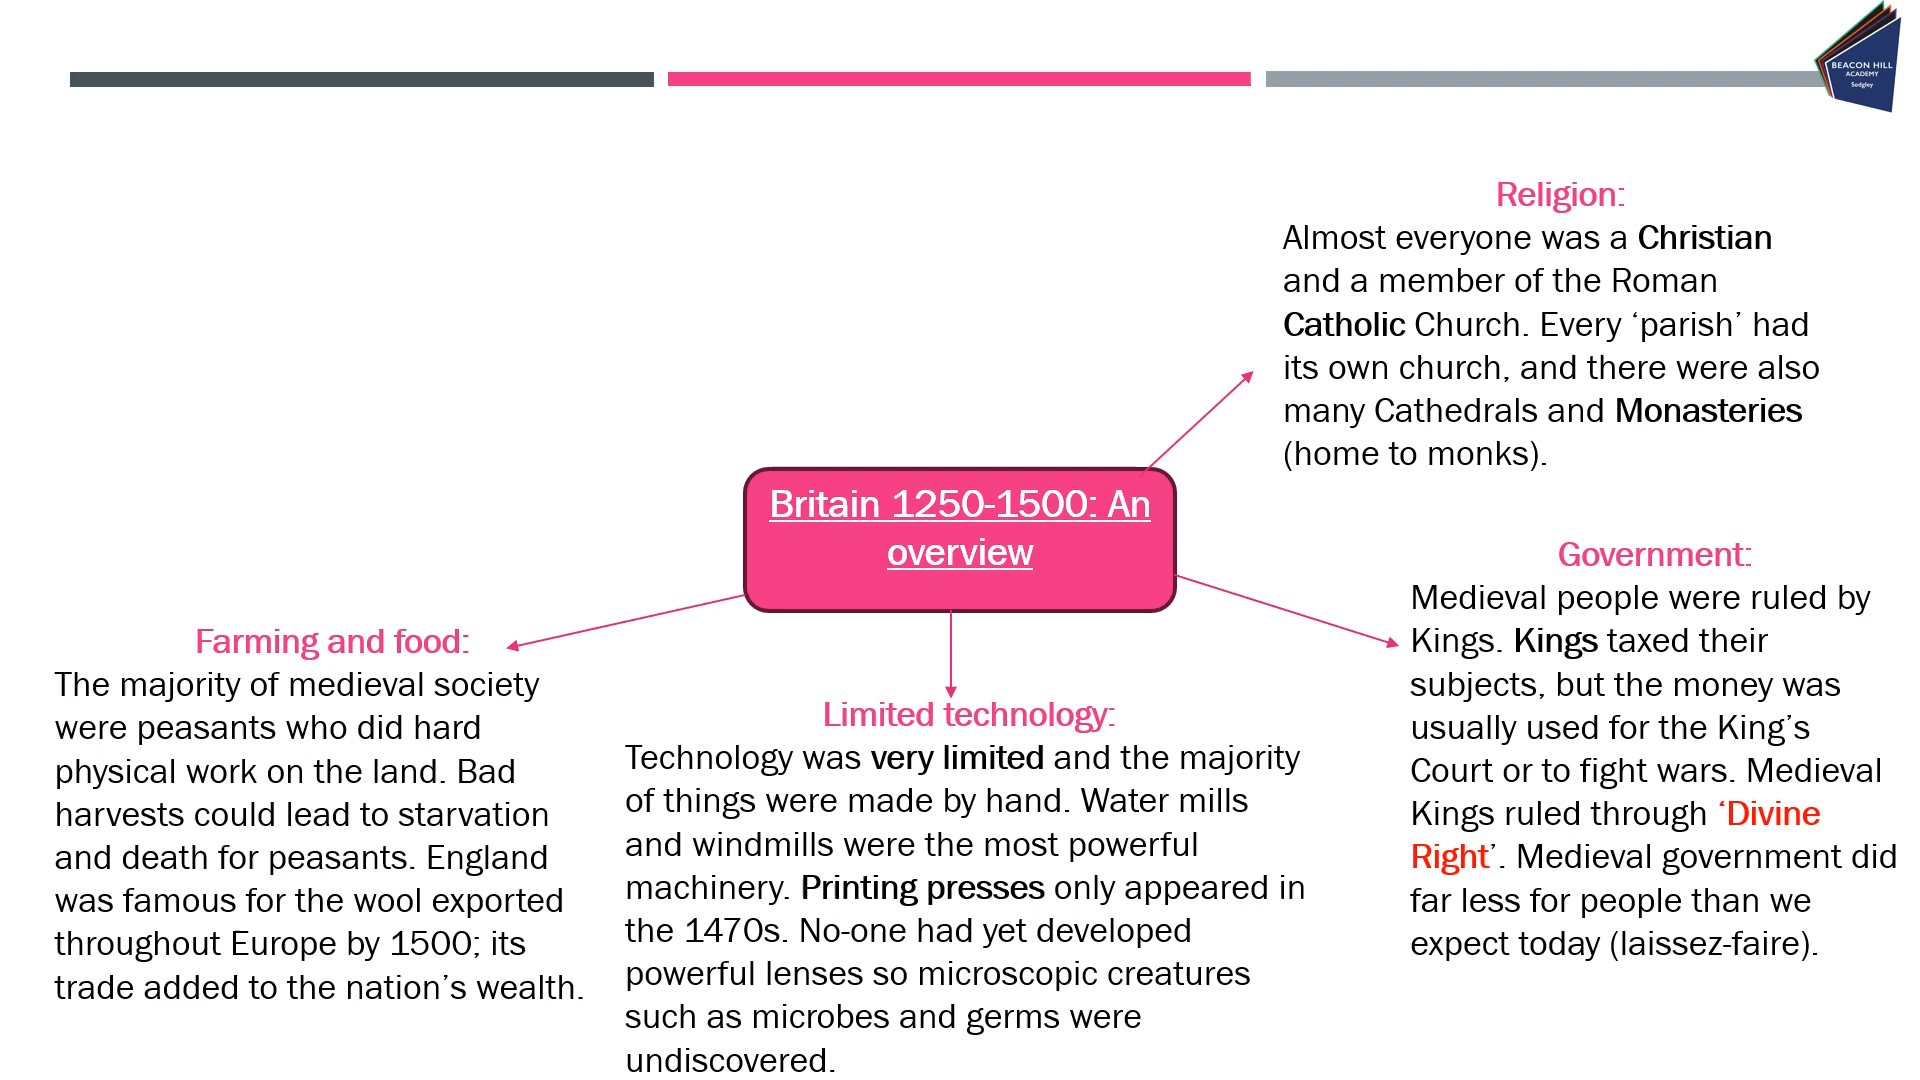 BEACON HILL
ACADEMY
Sedgley
Religion:
Almost everyone was a Christian
and a member of the Roman
Catholic Church. Every ‘parish’ had
its own church, and there were also
many Cathedrals and Monasteries
(home to monks).
Britain 1250-1500: An
overview
Farming and food:
The majority of medieval society
were peasants who did hard
physical work on the land. Bad
harvests could lead to starvation
and death for peasants. England
was famous for the wool exported
throughout Europe by 1500; its
trade added to the nation’s wealth.
Limited technology:
Technology was very limited and the majority
of things were made by hand. Water mills
and windmills were the most powerful
machinery. Printing presses only appeared in
the 1470s. No-one had yet developed
powerful lenses so microscopic creatures
such as microbes and germs were
undiscovered.
Government:
Medieval people were ruled by
Kings. Kings taxed their
subjects, but the money was
usually used for the King’s
Court or to fight wars. Medieval
Kings ruled through ‘Divine
Right’. Medieval government did
far less for people than we
expect today (laissez-faire).